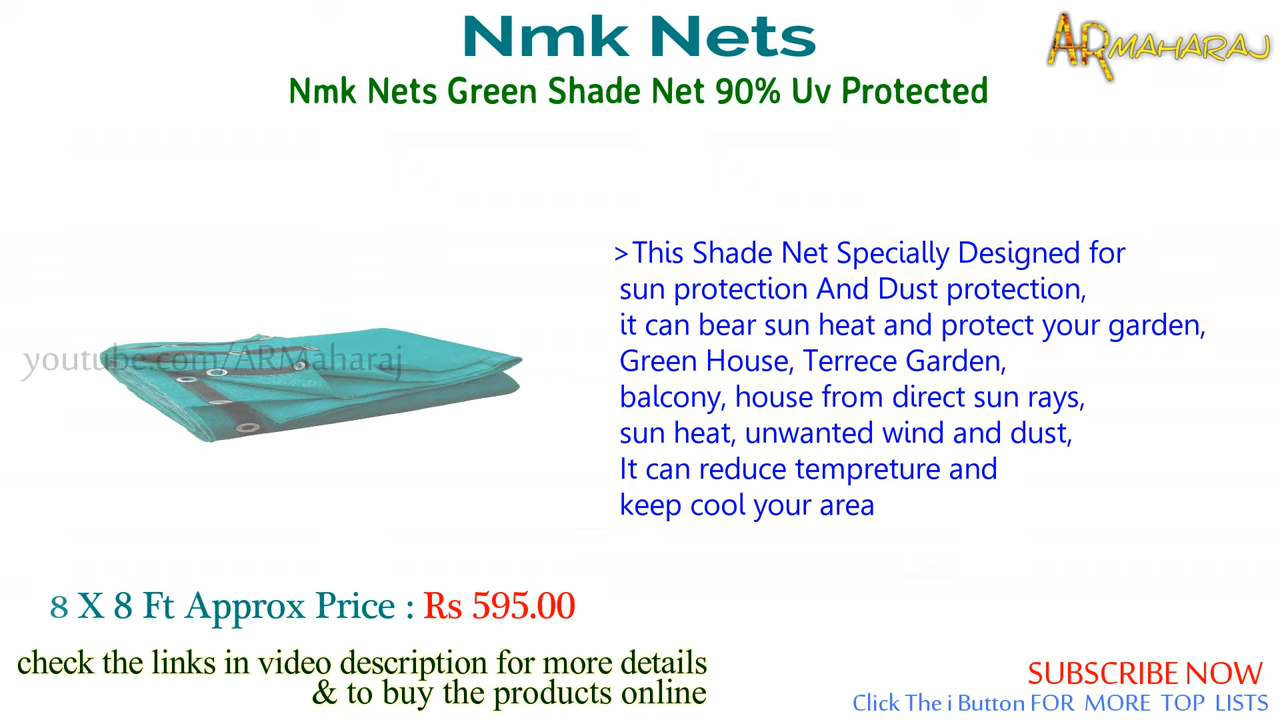 Nmk Nets
ARMAHARAJ
Nmk Nets Green Shade Net 90% Uv Protected
>This Shade Net Specially Designed for
sun protection And Dust protection,
it can bear sun heat and protect your garden,
Green House, Terrece Garden,
balcony, house from direct sun rays,
sun heat, unwanted wind and dust,
It can reduce tempreture and
keep cool your area
youtube.com/ARMaharaj
8 X 8 Ft Approx Price : Rs 595.00
check the links in video description for more details
& to buy the products online
SUBSCRIBE NOW
Click The i Button FOR MORE TOP LISTS